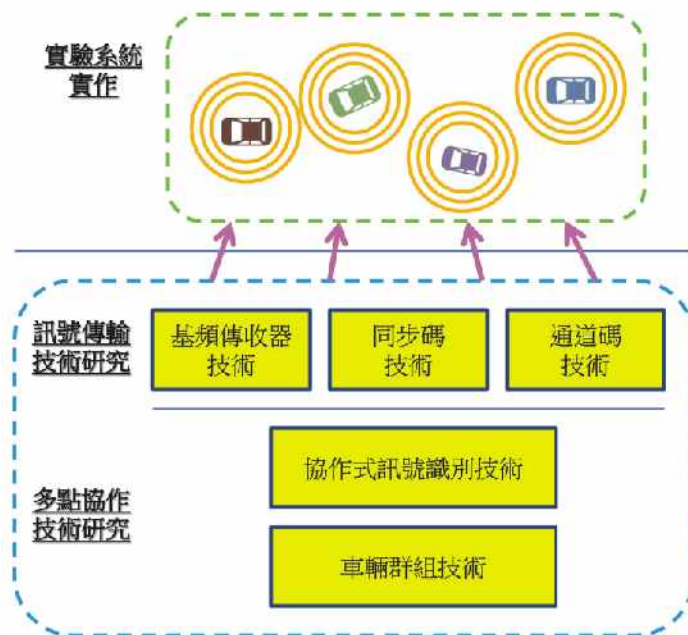 實驗系統
實作
訊號傳輸
技術研究
基頻傳收器
技術
同步碼
技術
通道碼
技術
多點協作
技術研究
協作式訊號識別技術
車輛群組技術